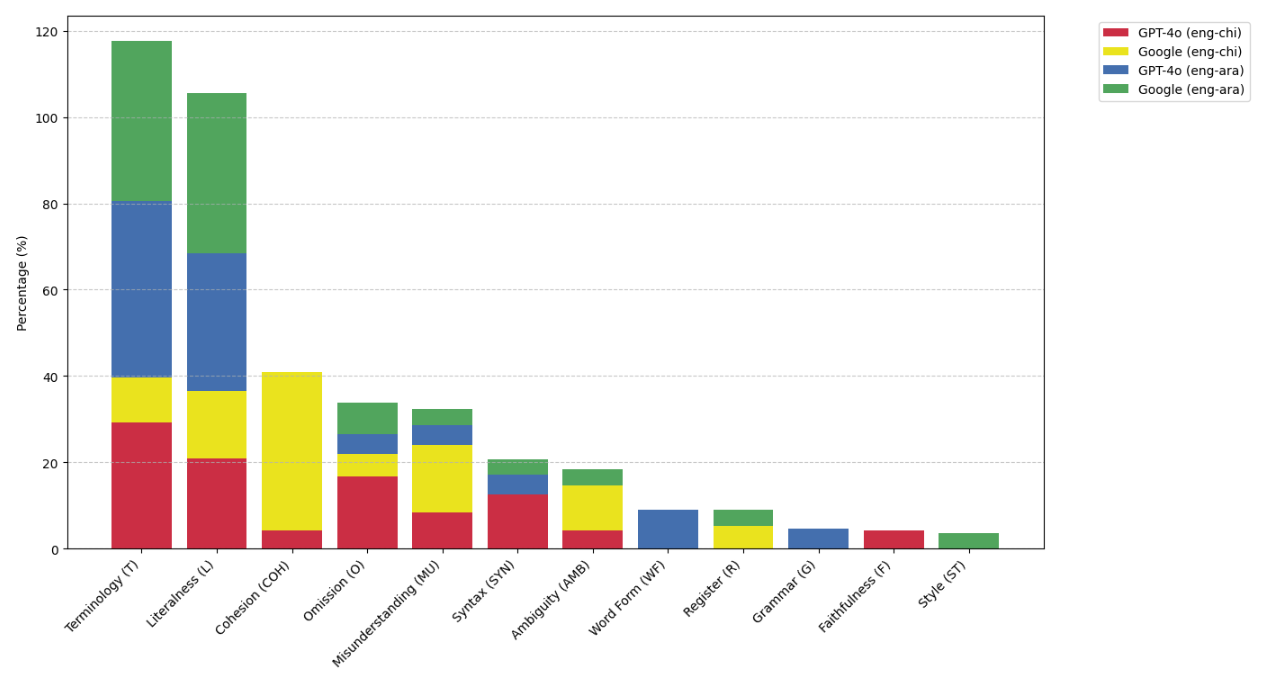 120
100
80
60
40
20
0
Percentage (%)
Terminology (T)
Literalness (L)
Cohesion (COH)
Omission (O)
Misunderstanding (MU)
Syntax (SYN)
Ambiguity (AMB)
Word Form (WF)
Register (R)
Grammar (G)
Faithfulness (F)
Style (ST)
GPT-4o (eng-chi)
Google (eng-chi)
GPT-4o (eng-ara)
Google (eng-ara)